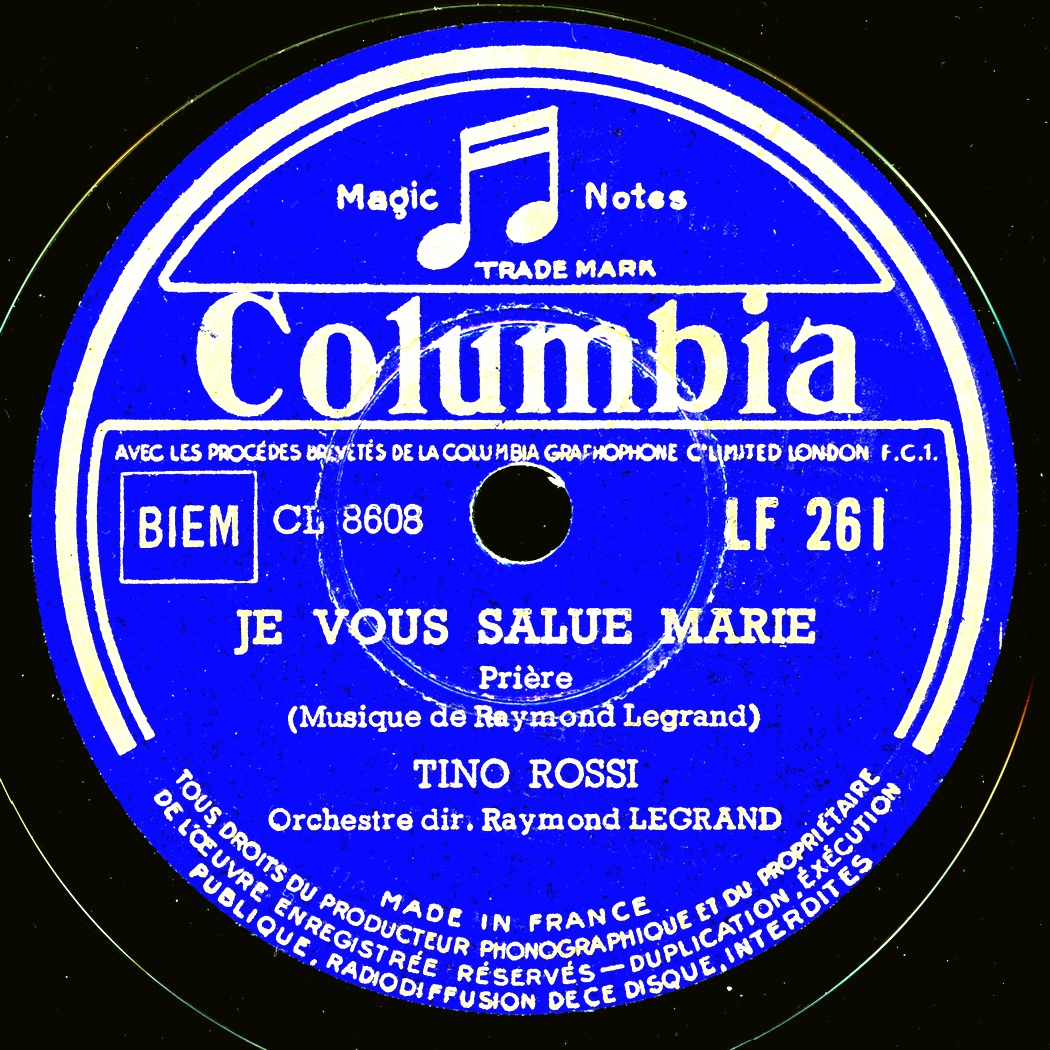 Magic Notes
TRADE MARK
Columbia
AVEC LES PROCÉDES BREVETÉS DE LA COLUMBIA GRAPHOPHONE Cº LIMITED LONDON F.C.1.
BIEM CL 8608 LF 261
JE VOUS SALUE MARIE
Prière
(Musique de Raymond Legrand)
TINO ROSSI
Orchestre dir. Raymond LEGRAND
MADE IN FRANCE
TOUS DROITS DU PRODUCTEUR PHONOGRAPHIQUE ET DU PROPRIÉTAIRE
DE L'ŒUVRE ENREGISTRÉE RÉSERVÉS — DUPLICATION, ÉXÉCUTION
PUBLIQUE, RADIODIFFUSION DE CE DISQUE, INTERDITES